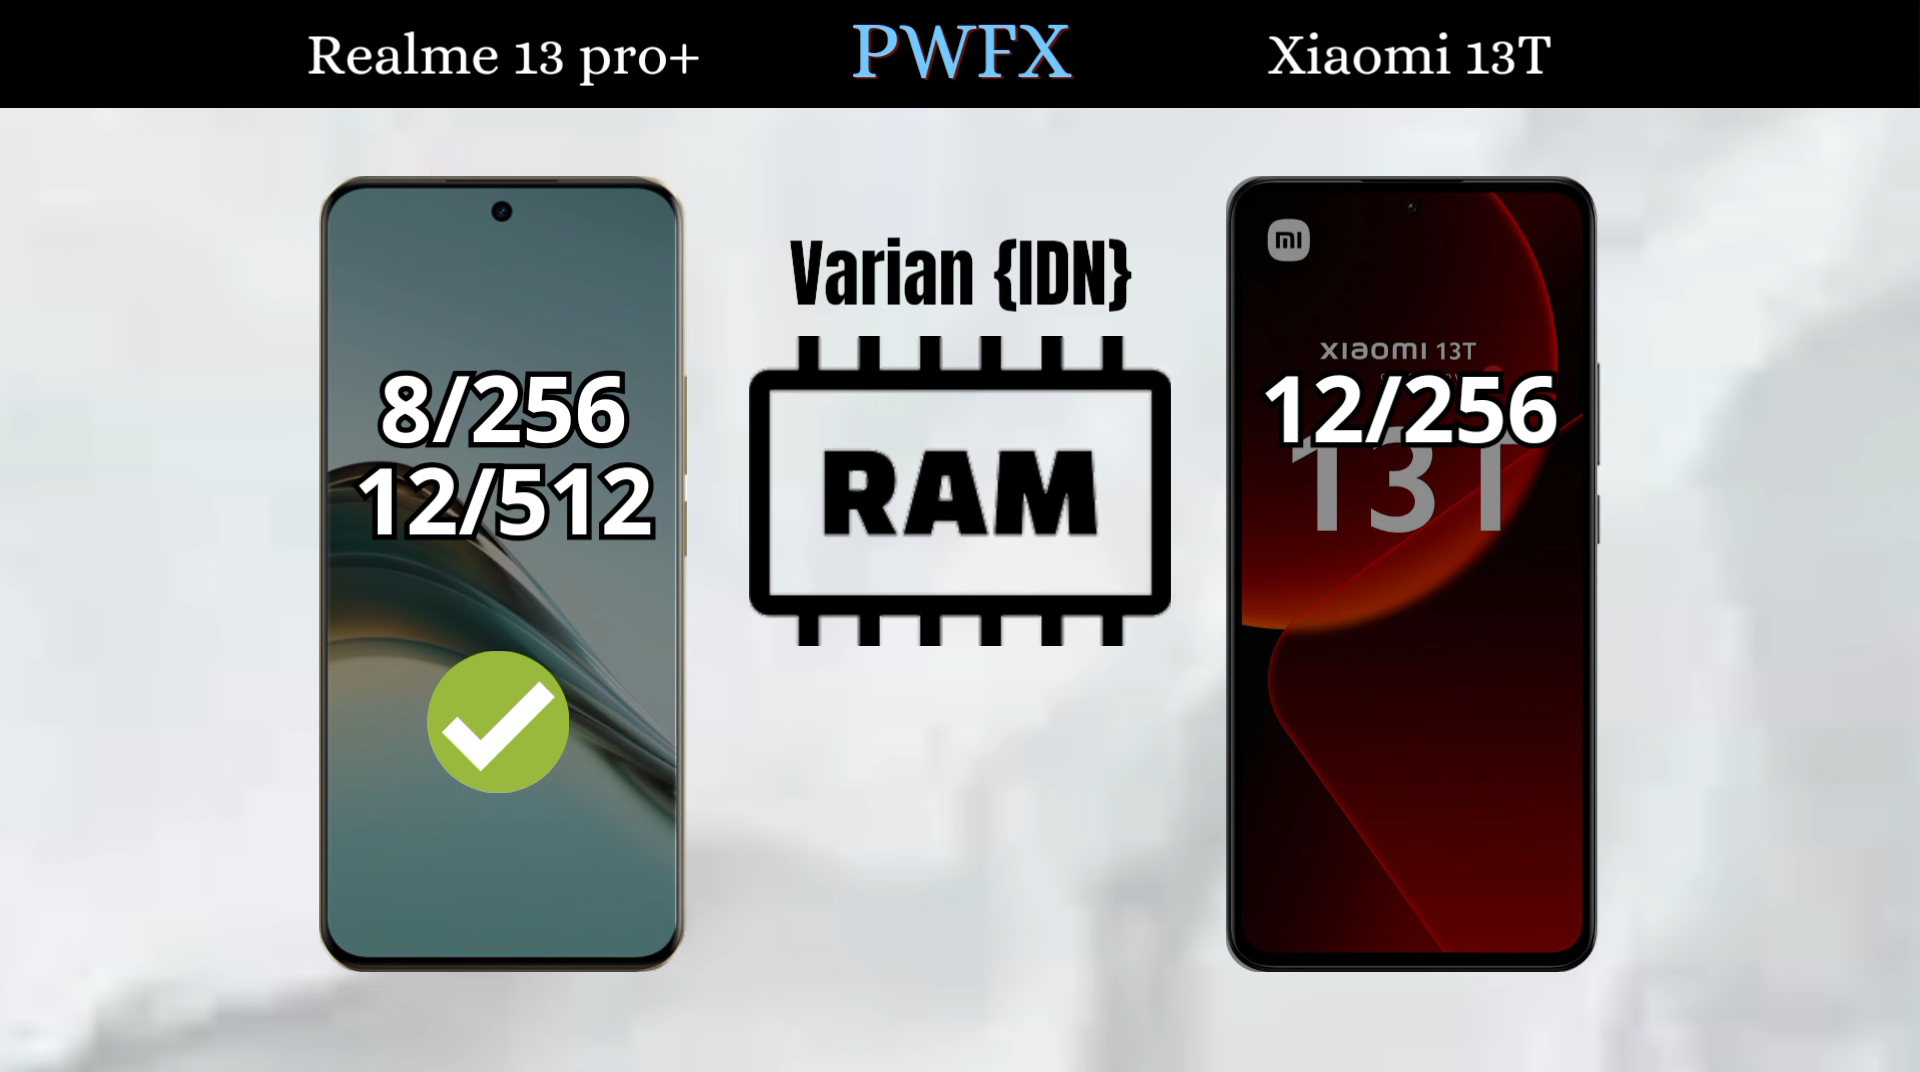 Realme 13 pro+
PWFX
Xiaomi 13T
Varian {IDN}
RAM
8/256
12/512
mi
XIAOMI 13T
12/256
13T